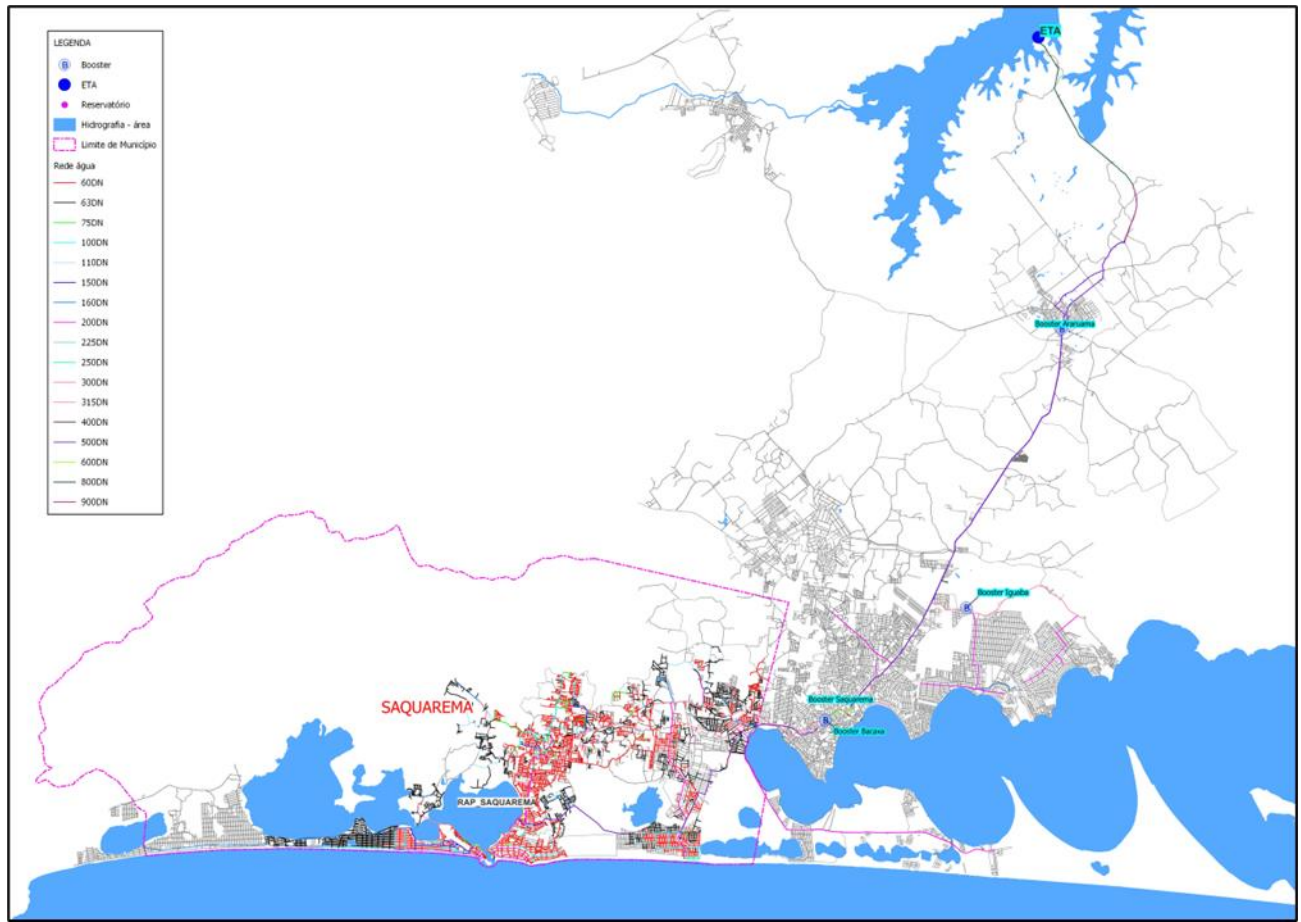 LEGENDA
B Booster
ETA
Reservatório
Hidrografia - área
Limite de Município
Rede água
60DN
63DN
75DN
100DN
110DN
150DN
160DN
200DN
225DN
250DN
300DN
315DN
400DN
500DN
600DN
800DN
900DN
ETA
Booster Araruama
B
Booster Iguaba
B
Booster Saquarema
B
Booster Bacaxa
SAQUAREMA
RAP_SAQUAREMA